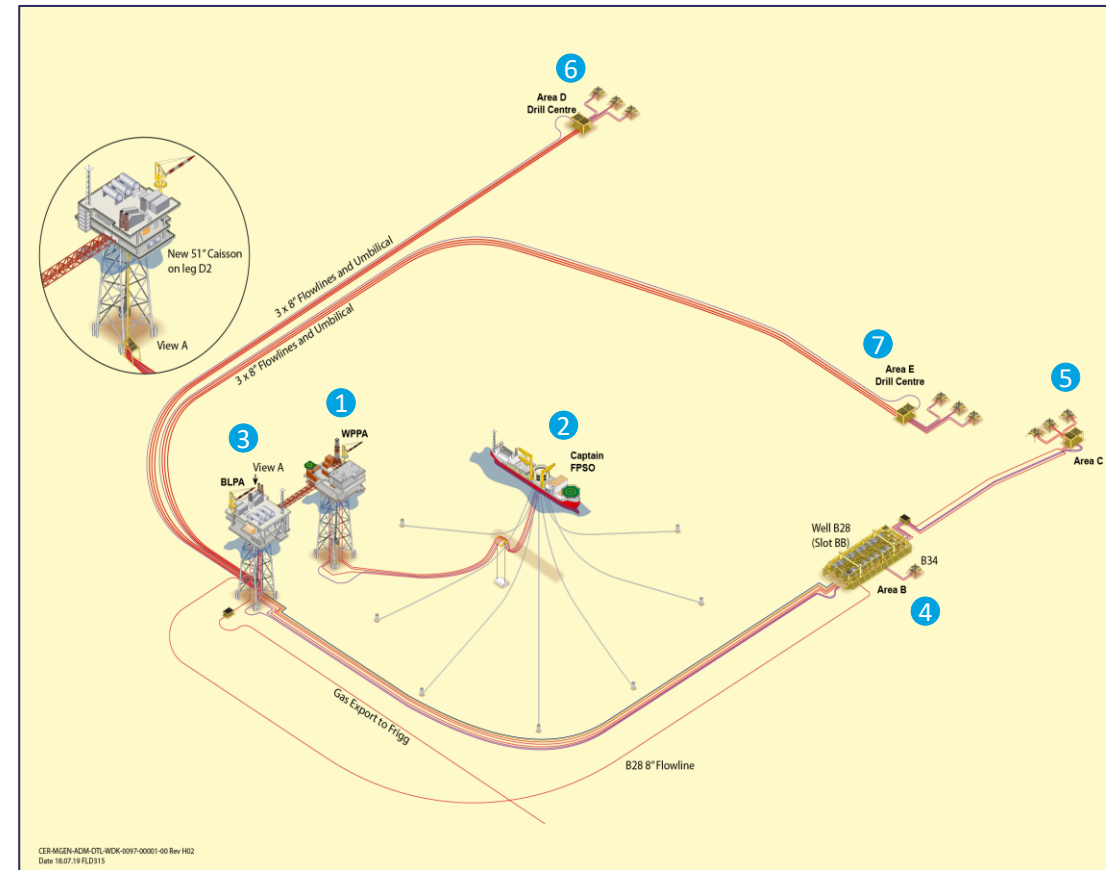 6
Area D
Drill Centre
New 51" Caisson
on leg D2
View A
3 x 8" Flowlines and Umbilical
3 x 8" Flowlines and Umbilical
7
Area E
Drill Centre
5
Area C
1
WPPA
2
Captain
FPSO
3
View A
BLPA
Well B28
(Slot BB)
B34
Area B
4
Gas Export to Frigg
B28 8" Flowline
CER-MGEN-ADM-DTL-WDK-0097-00001-00 Rev H02
Date 18.07.19 FLD315